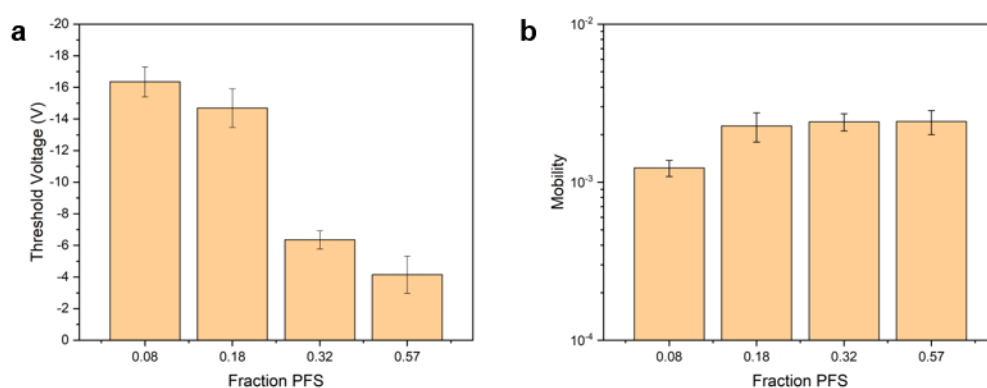 a
Threshold Voltage (V)
-20
-18
-16
-14
-12
-10
-8
-6
-4
-2
0
0.08 0.18 0.32 0.57
Fraction PFS
b
Mobility
10⁻²
10⁻³
10⁻⁴
0.08 0.18 0.32 0.57
Fraction PFS